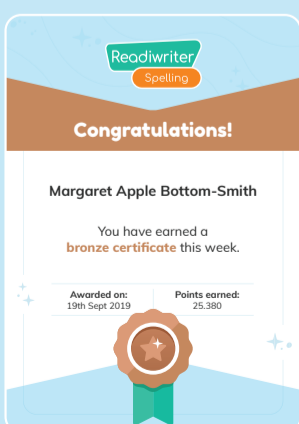 Readiwriter
Spelling
Congratulations!
Margaret Apple Bottom-Smith
You have earned a
bronze certificate this week.
Awarded on: Points earned:
19th Sept 2019 25.380